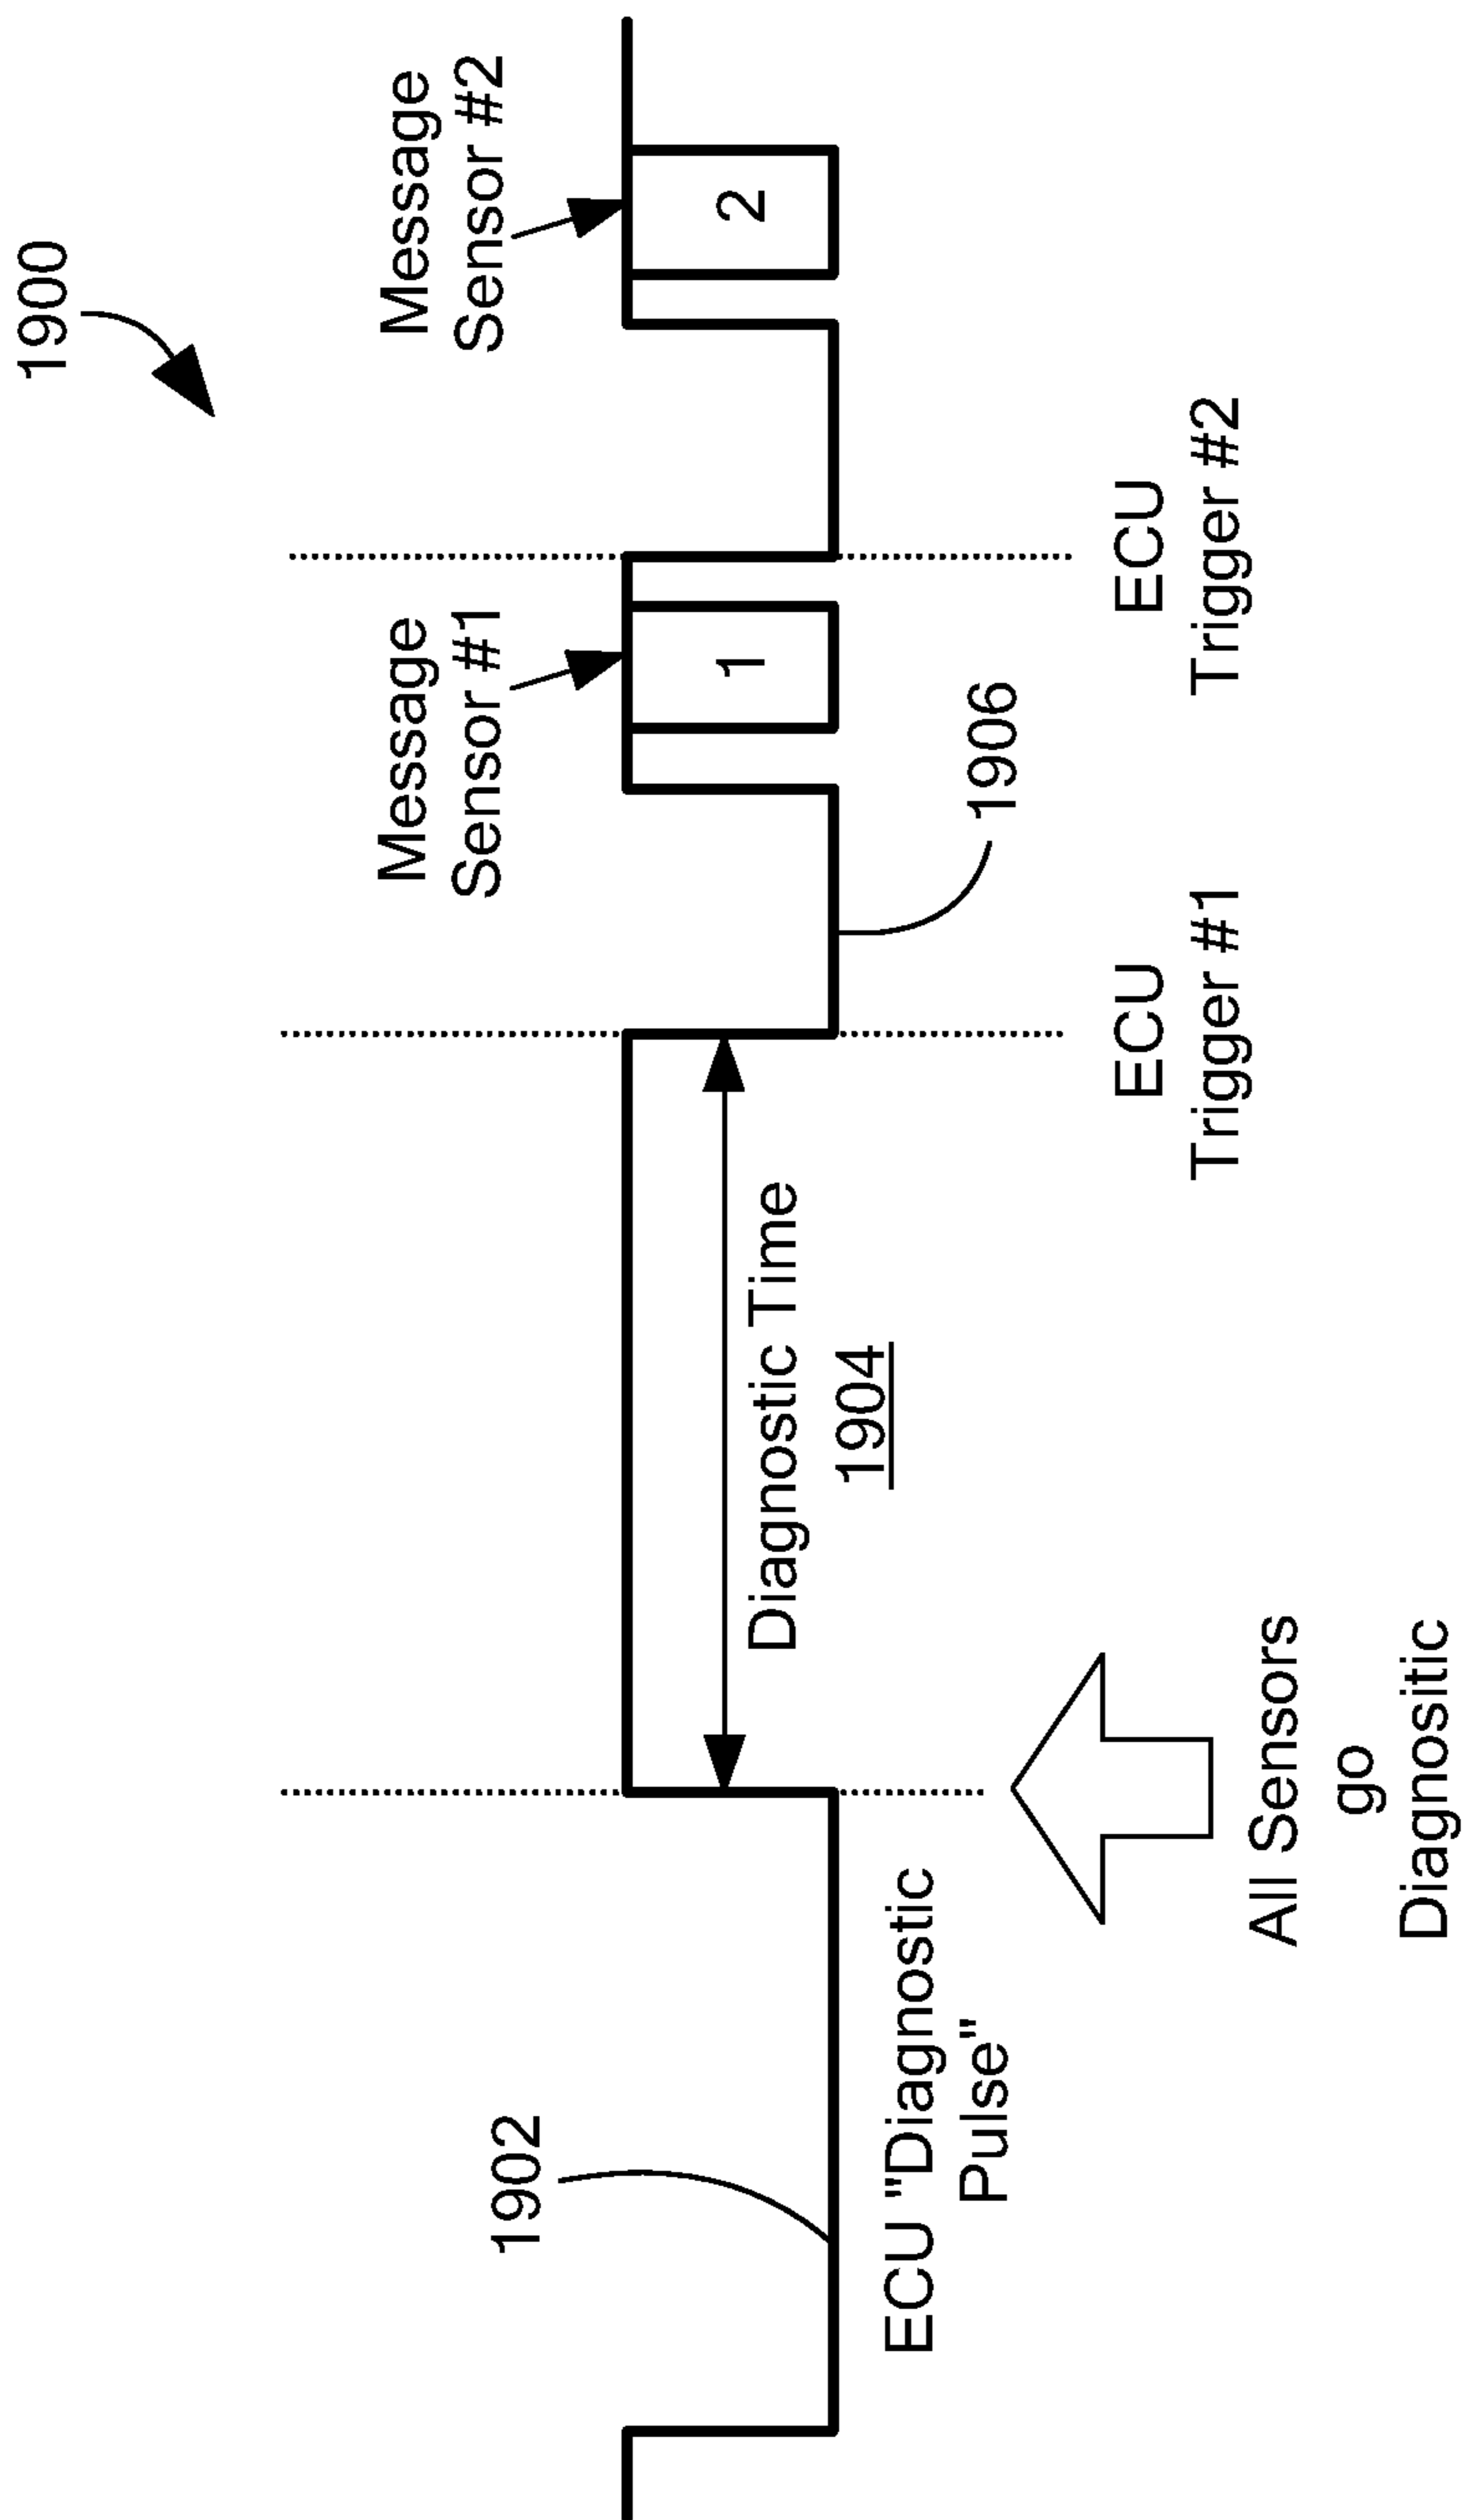 1900
Message
Sensor #1
Message
Sensor #2
1902
1
2
Diagnostic Time
1904
1906
ECU "Diagnostic
Pulse"
ECU
Trigger #1
ECU
Trigger #2
All Sensors
go
Diagnositic